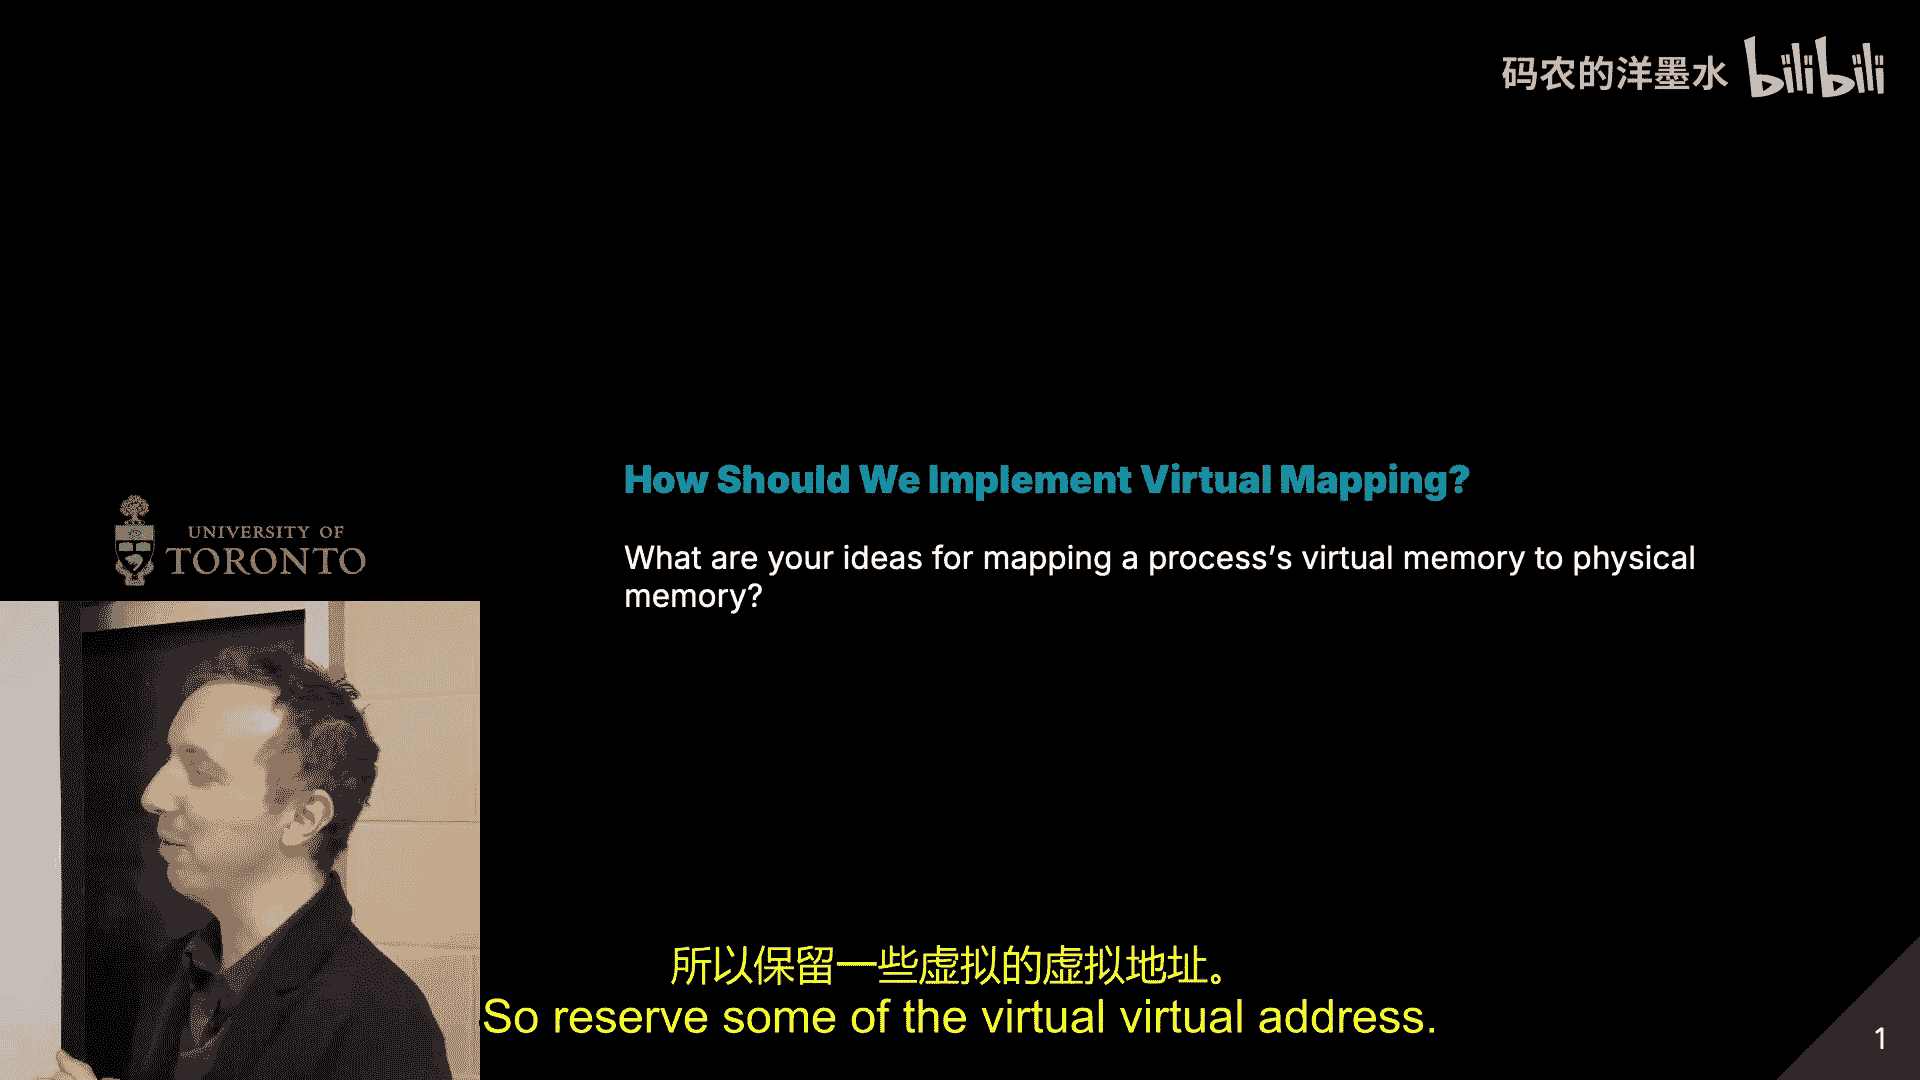 码农的洋墨水 bilibili
How Should We Implement Virtual Mapping?
UNIVERSITY OF
TORONTO
What are your ideas for mapping a process’s virtual memory to physical
memory?
所以保留一些虚拟的虚拟地址。
So reserve some of the virtual virtual address.
1